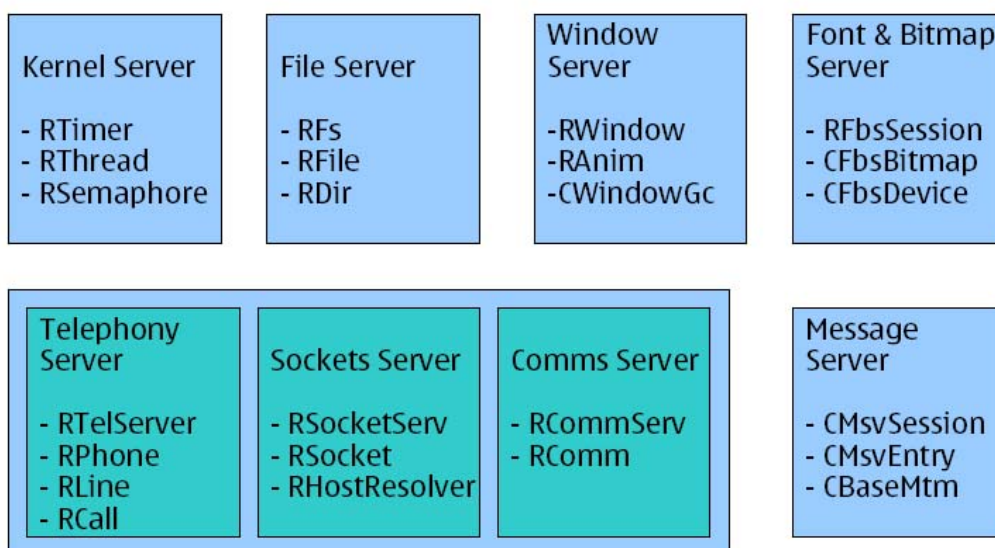 Kernel Server
- RTimer
- RThread
- RSemaphore
File Server
- RFs
- RFile
- RDir
Window
Server
-RWindow
-RAnim
-CWindowGc
Font & Bitmap
Server
- RFbsSession
- CFbsBitmap
- CFbsDevice
Telephony
Server
- RTelServer
- RPhone
- RLine
- RCall
Sockets Server
- RSocketServ
- RSocket
- RHostResolver
Comms Server
- RCommServ
- RComm
Message
Server
- CMsvSession
- CMsvEntry
- CBaseMtm